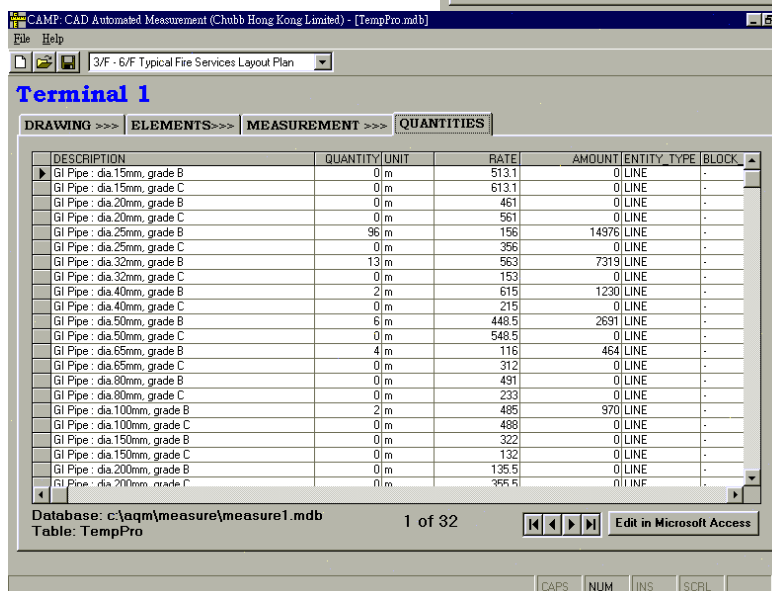 CAMP: CAD Automated Measurement (Chubb Hong Kong Limited) - [TempPro.mdb]
File Help
3/F - 6/F Typical Fire Services Layout Plan
Terminal 1
DRAWING >>> ELEMENTS>>> MEASUREMENT >>> QUANTITIES
DESCRIPTION QUANTITY UNIT RATE AMOUNT ENTITY_TYPE BLOCK_
GI Pipe : dia.15mm, grade B 0 m 513.1 0 LINE -
GI Pipe : dia.15mm, grade C 0 m 613.1 0 LINE -
GI Pipe : dia.20mm, grade B 0 m 461 0 LINE -
GI Pipe : dia.20mm, grade C 0 m 561 0 LINE -
GI Pipe : dia.25mm, grade B 96 m 156 14976 LINE -
GI Pipe : dia.25mm, grade C 0 m 356 0 LINE -
GI Pipe : dia.32mm, grade B 13 m 563 7319 LINE -
GI Pipe : dia.32mm, grade C 0 m 153 0 LINE -
GI Pipe : dia.40mm, grade B 2 m 615 1230 LINE -
GI Pipe : dia.40mm, grade C 0 m 215 0 LINE -
GI Pipe : dia.50mm, grade B 6 m 448.5 2691 LINE -
GI Pipe : dia.50mm, grade C 0 m 548.5 0 LINE -
GI Pipe : dia.65mm, grade B 4 m 116 464 LINE -
GI Pipe : dia.65mm, grade C 0 m 312 0 LINE -
GI Pipe : dia.80mm, grade B 0 m 491 0 LINE -
GI Pipe : dia.80mm, grade C 0 m 233 0 LINE -
GI Pipe : dia.100mm, grade B 2 m 485 970 LINE -
GI Pipe : dia.100mm, grade C 0 m 488 0 LINE -
GI Pipe : dia.150mm, grade B 0 m 322 0 LINE -
GI Pipe : dia.150mm, grade C 0 m 132 0 LINE -
GI Pipe : dia.200mm, grade B 0 m 135.5 0 LINE -
GI Pipe : dia.200mm, grade C 0 m 355.5 0 LINE
Database: c:\aqm\measure\measure1.mdb 1 of 32 Edit in Microsoft Access
Table: TempPro
CAPS NUM INS SCRL